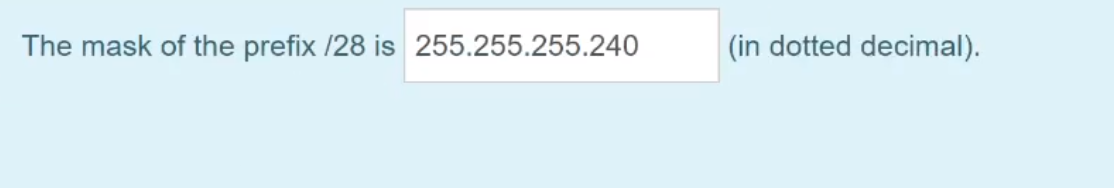 The mask of the prefix /28 is 255.255.255.240 (in dotted decimal).